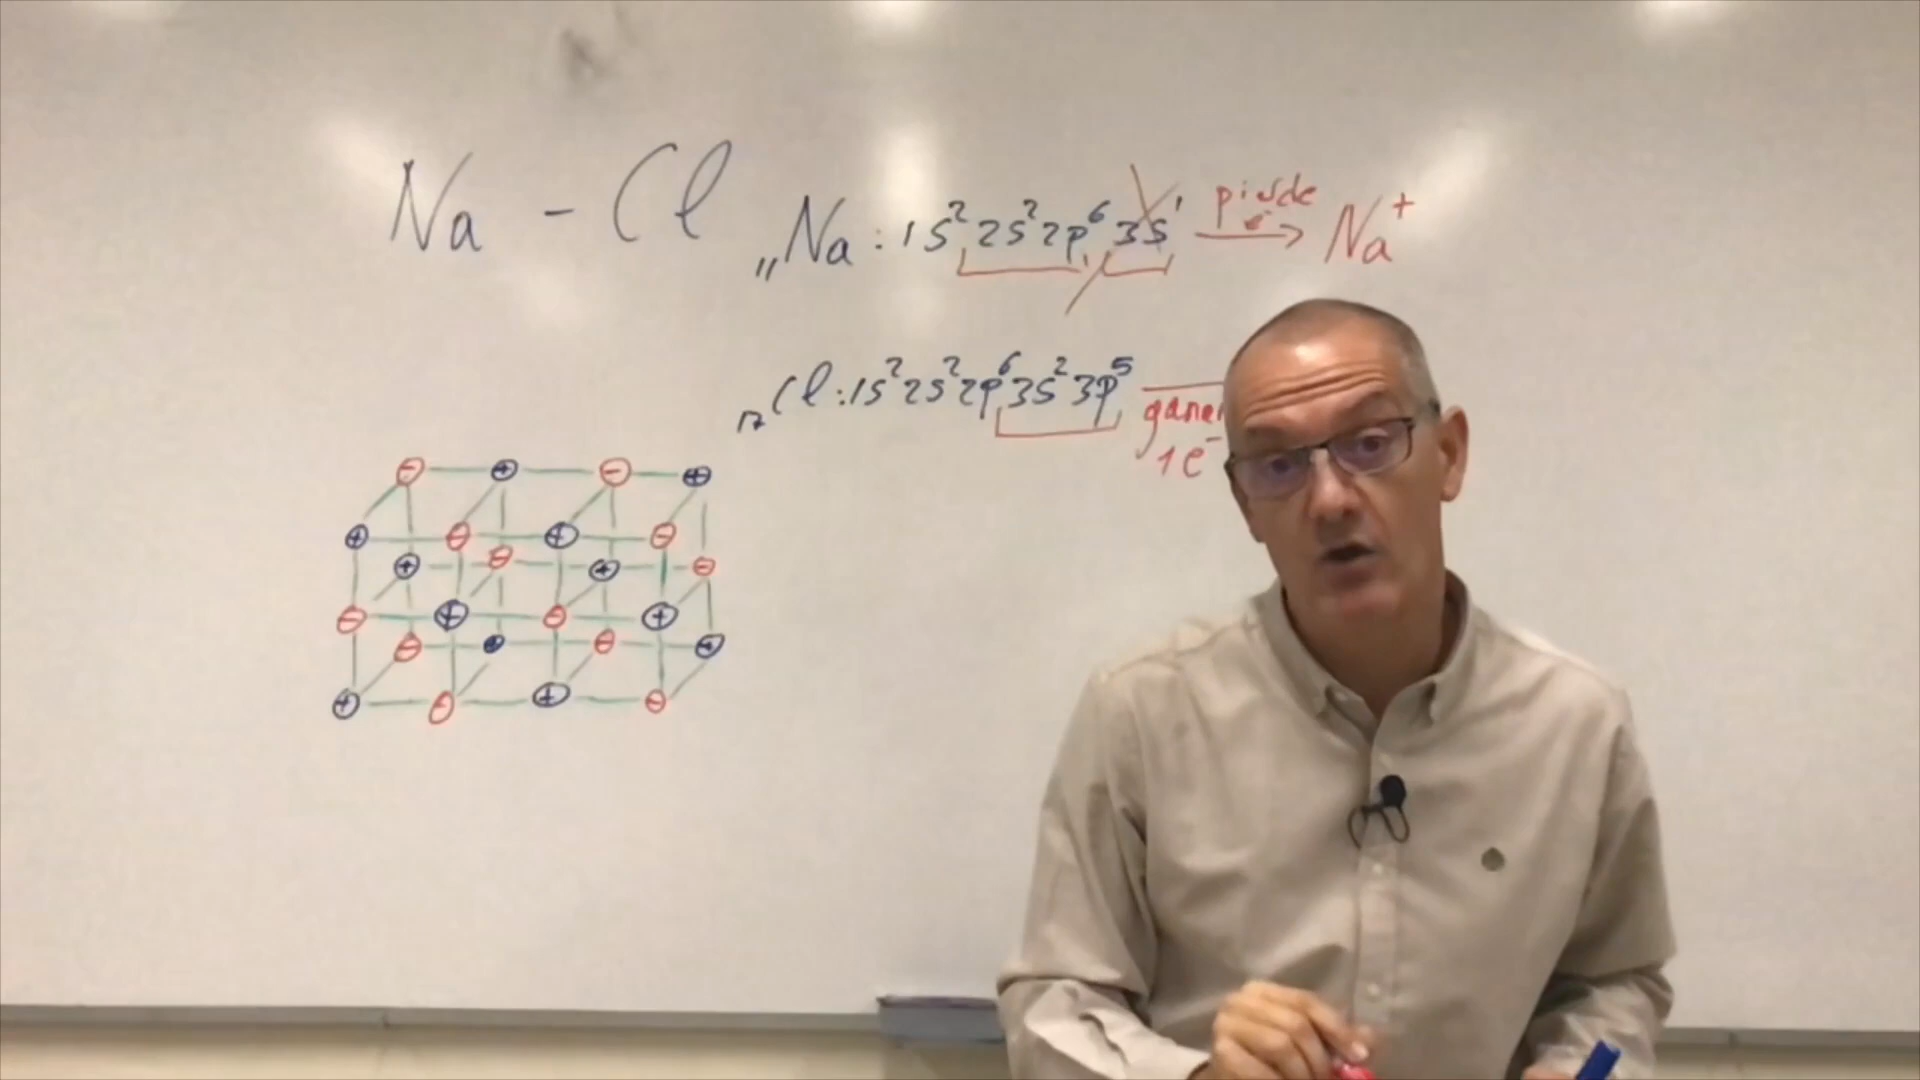 Na - Cl
₁₁Na : 1s² 2s² 2p⁶ 3s¹ pierde e⁻ → Na⁺
₁₇Cl : 1s² 2s² 2p⁶ 3s² 3p⁵
1e⁻
- + - +
+ - + -
+ - + -
- + - +
- + - +
+ - + -